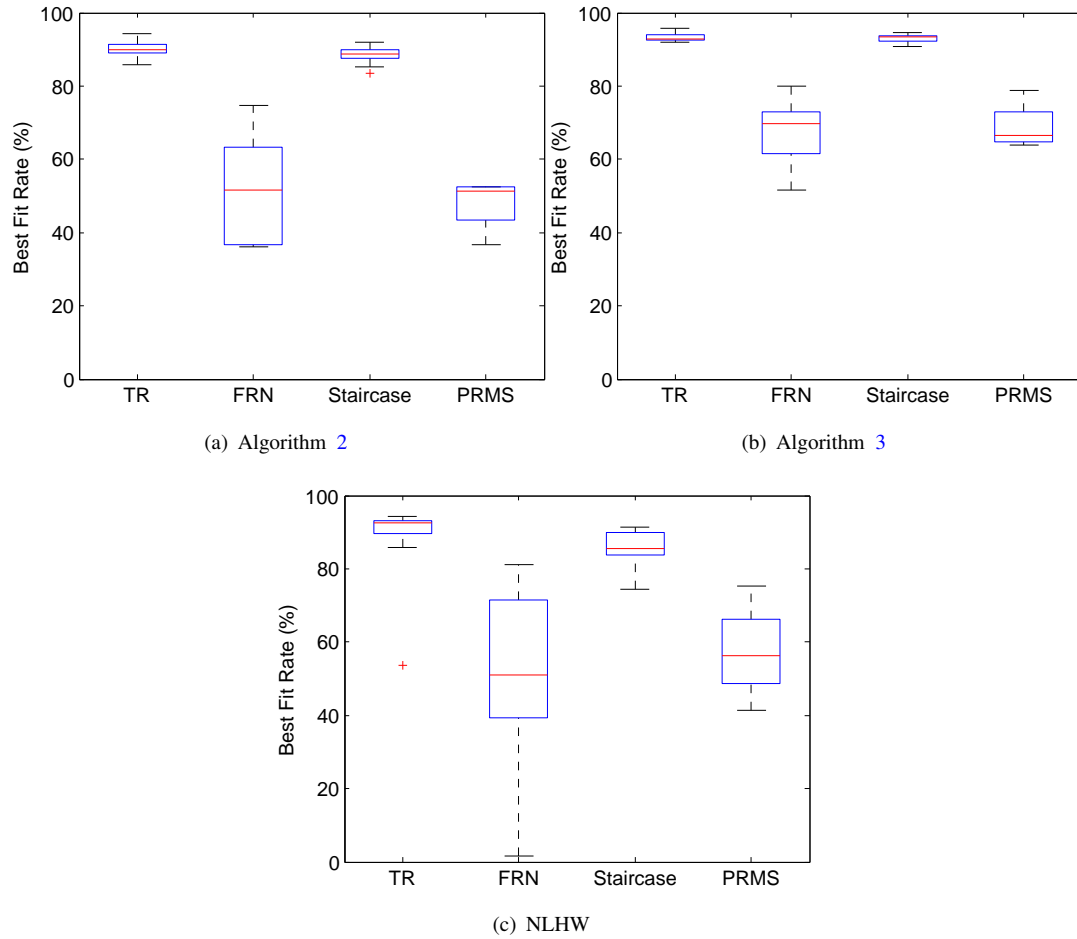 100
80
60
40
20
0
Best Fit Rate (%)
TR FRN Staircase PRMS
(a) Algorithm 2
100
80
60
40
20
0
Best Fit Rate (%)
TR FRN Staircase PRMS
(b) Algorithm 3
100
80
60
40
20
0
Best Fit Rate (%)
TR FRN Staircase PRMS
(c) NLHW